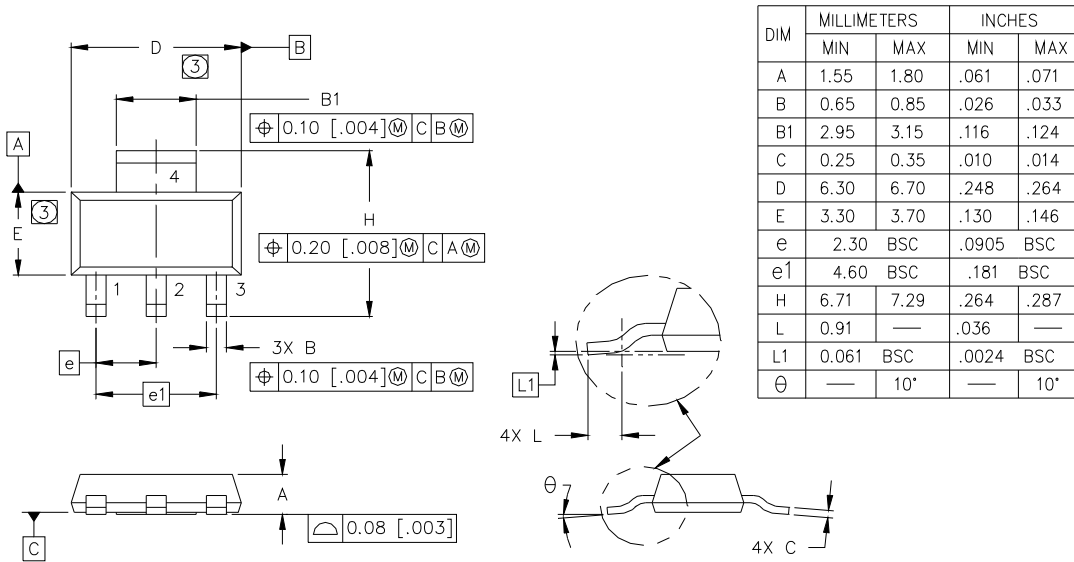 D
B
3
B1
⌖ 0.10 [.004]Ⓜ C BⓂ
A
4
3
E
H
⌖ 0.20 [.008]Ⓜ C AⓂ
1 2 3
e
3X B
⌖ 0.10 [.004]Ⓜ C BⓂ
e1
L1
4X L
A
⌓ 0.08 [.003]
C
θ
4X C
DIM MILLIMETERS INCHES
MIN MAX MIN MAX
A 1.55 1.80 .061 .071
B 0.65 0.85 .026 .033
B1 2.95 3.15 .116 .124
C 0.25 0.35 .010 .014
D 6.30 6.70 .248 .264
E 3.30 3.70 .130 .146
e 2.30 BSC .0905 BSC
e1 4.60 BSC .181 BSC
H 6.71 7.29 .264 .287
L 0.91 — .036 —
L1 0.061 BSC .0024 BSC
θ — 10° — 10°